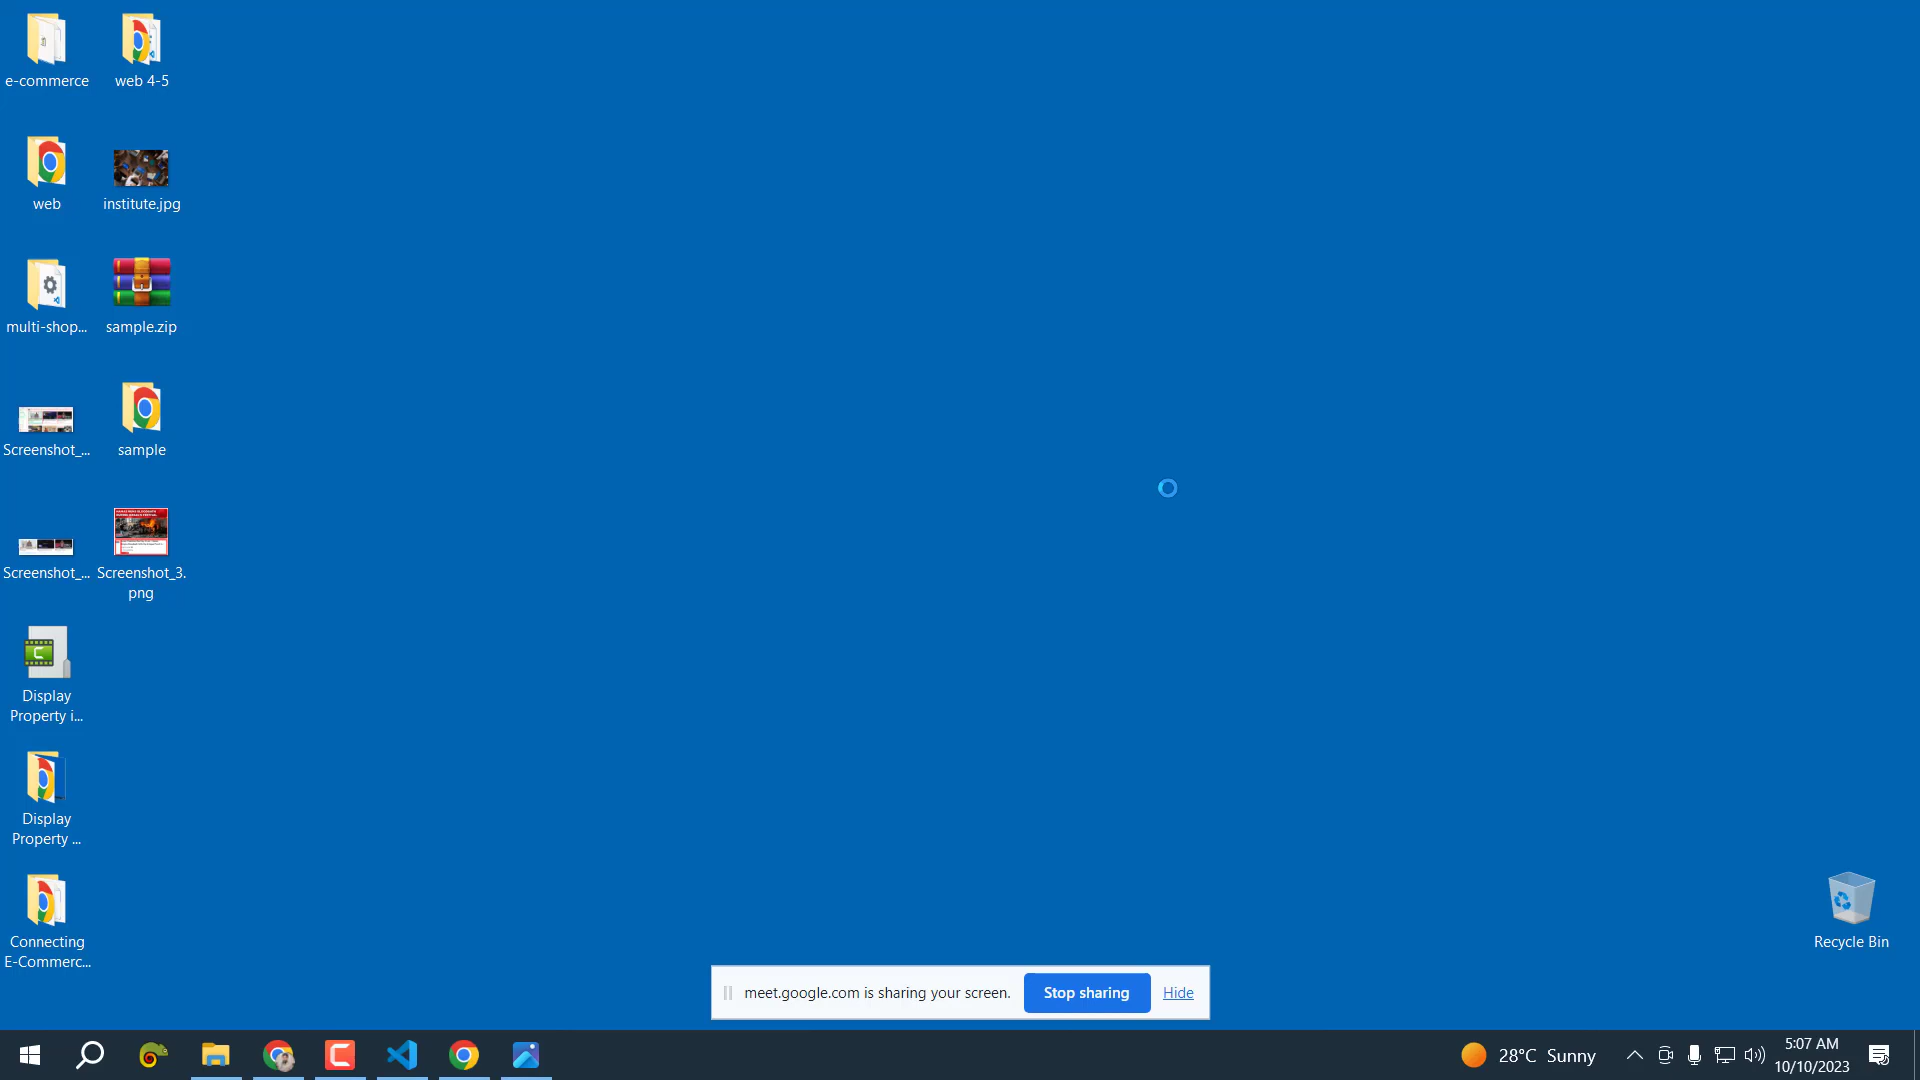 e-commerce
web 4-5
web
institute.jpg
multi-shop...
sample.zip
Screenshot_...
sample
Screenshot_...
Screenshot_3.
png
Display
Property i...
Display
Property ...
Connecting
E-Commerc...
Recycle Bin
meet.google.com is sharing your screen.
Stop sharing
Hide
28°C Sunny
5:07 AM
10/10/2023